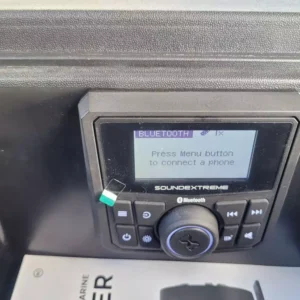 BLUETOOTH
Press Menu button
to connect a phone
SOUNDEXTREME
Bluetooth
MARINE
ER